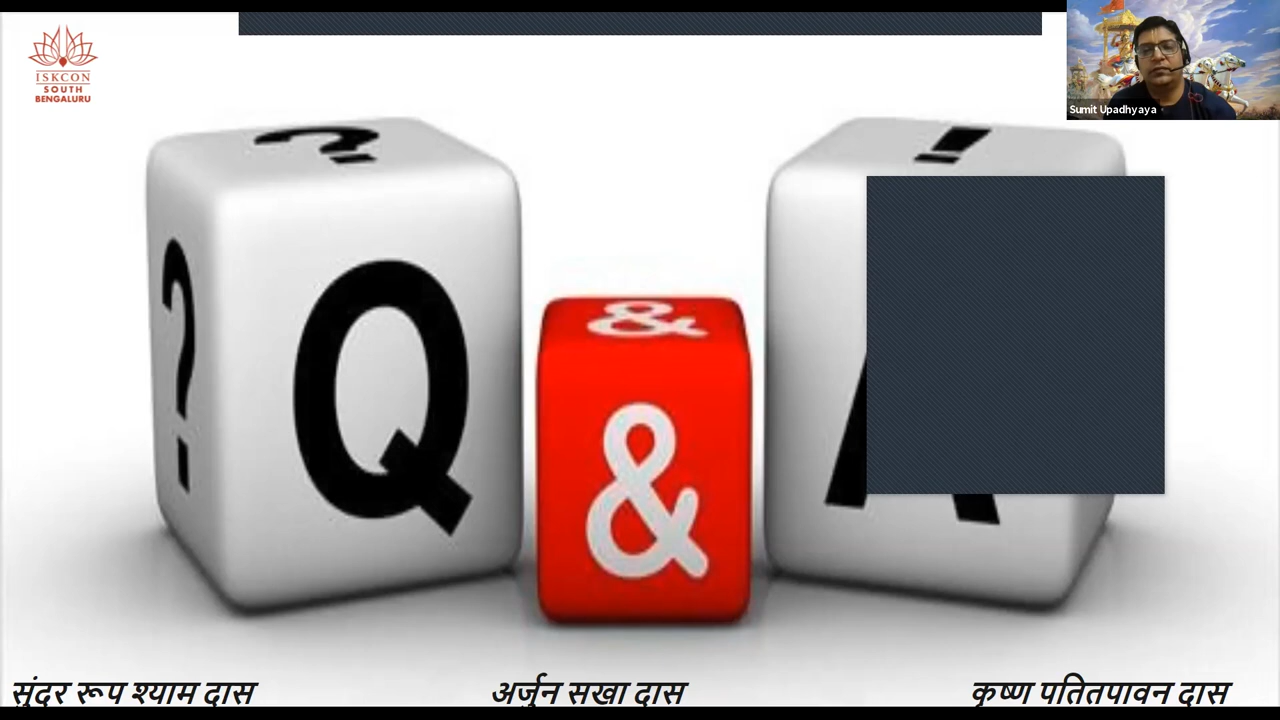 ISKCON
SOUTH
BENGALURU
Sumit Upadhyaya
? !
? Q & A
&
सुंदर रूप श्याम दास
अर्जुन सखा दास
कृष्ण पतितपावन दास